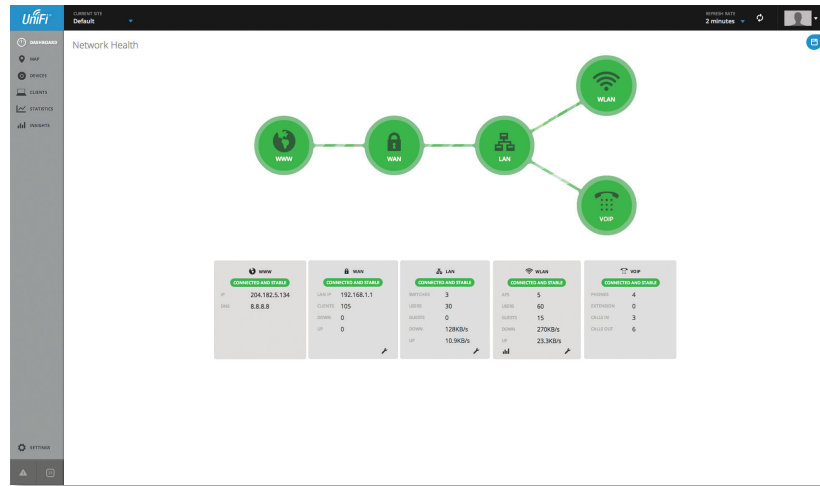 UniFi
CURRENT SITE
Default
REFRESH RATE
2 minutes
DASHBOARD
MAP
DEVICES
CLIENTS
STATISTICS
INSIGHTS
SETTINGS
Network Health
WWW
WAN
LAN
WLAN
VOIP
WWW
CONNECTED AND STABLE
IP 204.182.5.134
DNS 8.8.8.8
WAN
CONNECTED AND STABLE
LAN IP 192.168.1.1
CLIENTS 105
DOWN 0
UP 0
LAN
CONNECTED AND STABLE
SWITCHES 3
USERS 30
GUESTS 0
DOWN 128KB/s
UP 10.9KB/s
WLAN
CONNECTED AND STABLE
APS 5
USERS 60
GUESTS 15
DOWN 270KB/s
UP 23.3KB/s
VOIP
CONNECTED AND STABLE
PHONES 4
EXTENSION 0
CALLS IN 3
CALLS OUT 6